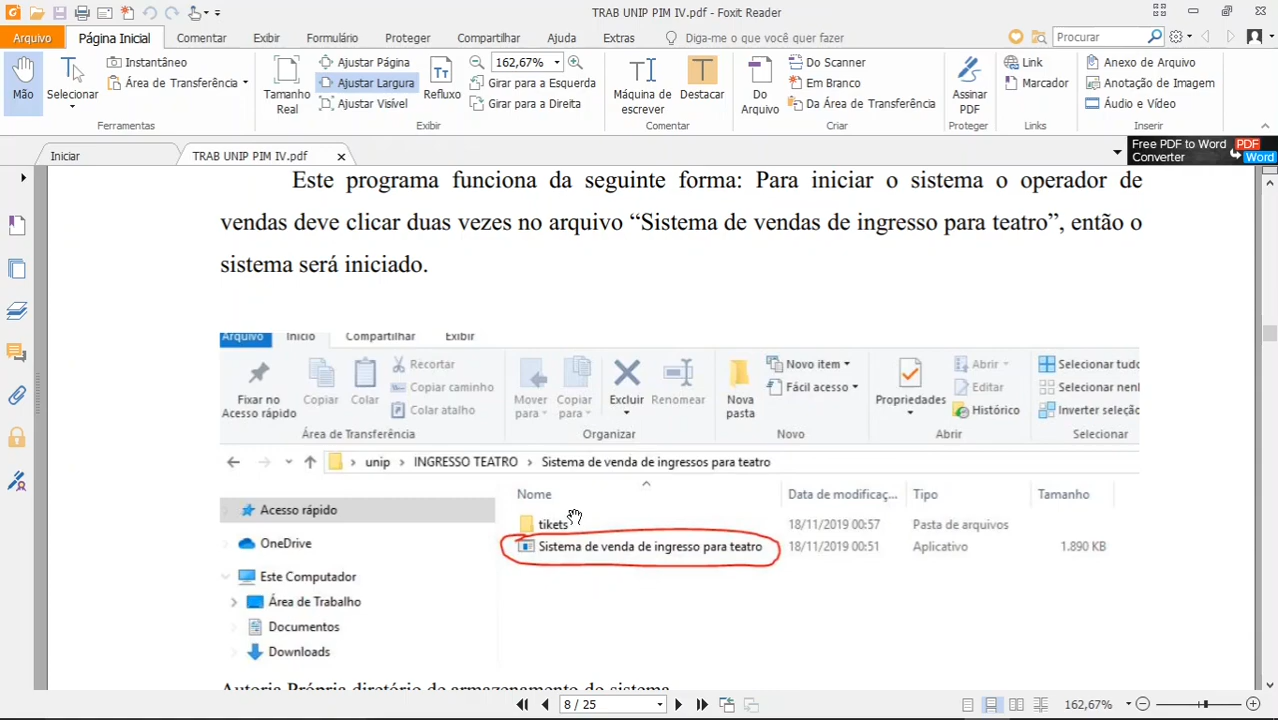 TRAB UNIP PIM IV.pdf - Foxit Reader
Arquivo Página Inicial Comentar Exibir Formulário Proteger Compartilhar Ajuda Extras Diga-me o que você quer fazer Procurar
Mão
Selecionar
Instantâneo
Área de Transferência
Ferramentas
Tamanho Real
Ajustar Página
Ajustar Largura
Ajustar Visível
Refluxo
162,67%
Girar para a Esquerda
Girar para a Direita
Exibir
Máquina de escrever
Destacar
Comentar
Do Arquivo
Do Scanner
Em Branco
Da Área de Transferência
Criar
Assinar PDF
Proteger
Link
Marcador
Links
Anexo de Arquivo
Anotação de Imagem
Áudio e Vídeo
Inserir
Iniciar TRAB UNIP PIM IV.pdf
Free PDF to Word PDF
Converter Word
Este programa funciona da seguinte forma: Para iniciar o sistema o operador de
vendas deve clicar duas vezes no arquivo “Sistema de vendas de ingresso para teatro”, então o
sistema será iniciado.
Arquivo Início Compartilhar Exibir
Fixar no
Acesso rápido
Copiar
Colar
Recortar
Copiar caminho
Colar atalho
Área de Transferência
Mover
para
Copiar
para
Excluir
Renomear
Organizar
Nova
pasta
Novo item
Fácil acesso
Novo
Propriedades
Abrir
Editar
Histórico
Abrir
Selecionar tudo
Selecionar nenh
Inverter seleção
Selecionar
unip INGRESSO TEATRO Sistema de venda de ingressos para teatro
Nome Data de modificaç... Tipo Tamanho
Acesso rápido
OneDrive
Este Computador
Área de Trabalho
Documentos
Downloads
tikets 18/11/2019 00:57 Pasta de arquivos
Sistema de venda de ingresso para teatro 18/11/2019 00:51 Aplicativo 1.890 KB
Autoria Própria diretório de armazenamento do sistema
8 / 25
162,67%